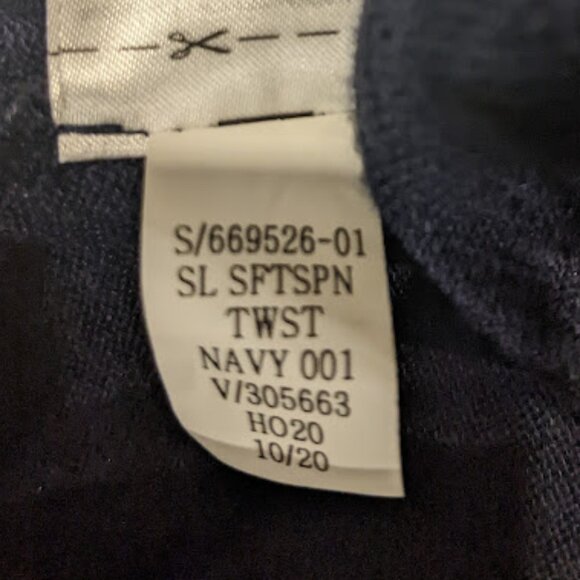 S/669526-01
SL SFTSPN
TWST
NAVY 001
V/305663
HO20
10/20